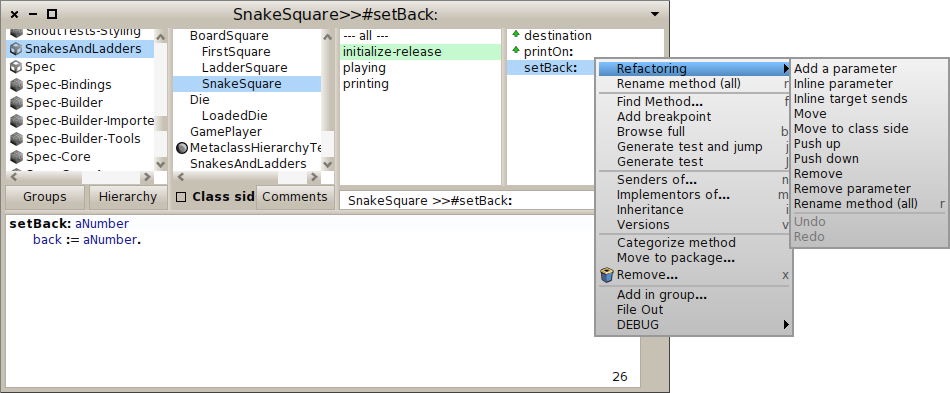 SnakeSquare>>#setBack:
ShoutTests-Styling
SnakesAndLadders
Spec
Spec-Bindings
Spec-Builder
Spec-Builder-Importe
Spec-Builder-Tools
Spec-Core
BoardSquare
FirstSquare
LadderSquare
SnakeSquare
Die
LoadedDie
GamePlayer
MetaclassHierarchyTe
SnakesAndLadders
--- all ---
initialize-release
playing
printing
destination
printOn:
setBack:
Groups
Hierarchy
Class sid
Comments
SnakeSquare >>#setBack:
setBack: aNumber
back := aNumber.
26
Refactoring
Rename method (all) r
Find Method... f
Add breakpoint
Browse full b
Generate test and jump j
Generate test J
Senders of... n
Implementors of... m
Inheritance i
Versions v
Categorize method
Move to package...
Remove... x
Add in group...
File Out
DEBUG
Add a parameter
Inline parameter
Inline target sends
Move
Move to class side
Push up
Push down
Remove
Remove parameter
Rename method (all) r
Undo
Redo